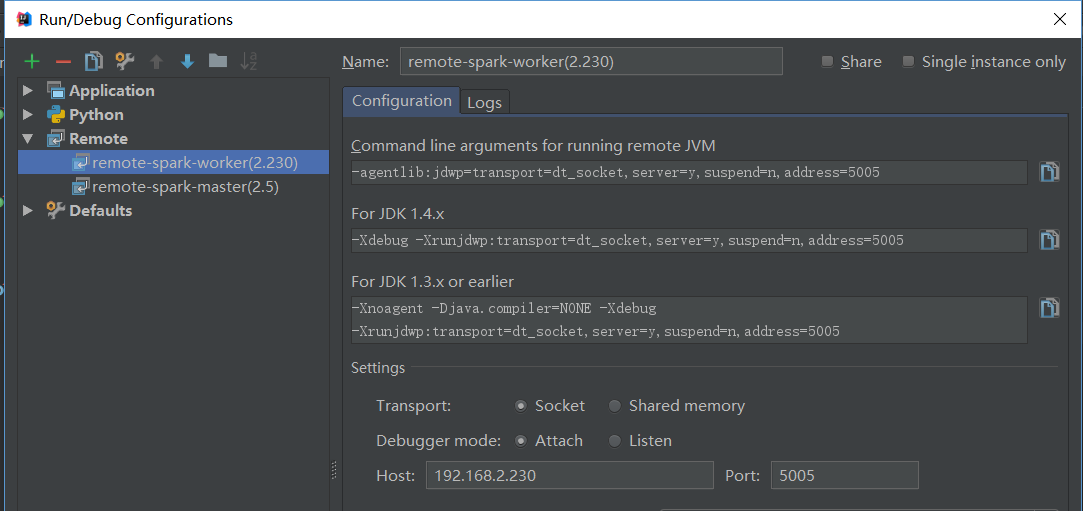 Run/Debug Configurations
Name: remote-spark-worker(2.230) Share Single instance only
Application
Python
Remote
remote-spark-worker(2.230)
remote-spark-master(2.5)
Defaults
Configuration Logs
Command line arguments for running remote JVM
-agentlib:jdwp=transport=dt_socket,server=y,suspend=n,address=5005
For JDK 1.4.x
-Xdebug -Xrunjdwp:transport=dt_socket,server=y,suspend=n,address=5005
For JDK 1.3.x or earlier
-Xnoagent -Djava.compiler=NONE -Xdebug
-Xrunjdwp:transport=dt_socket,server=y,suspend=n,address=5005
Settings
Transport: Socket Shared memory
Debugger mode: Attach Listen
Host: 192.168.2.230 Port: 5005